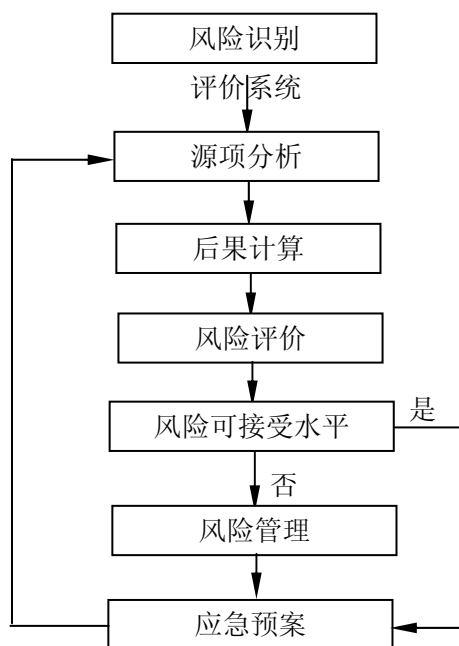 风险识别
评价系统
源项分析
后果计算
风险评价
风险可接受水平
是
否
风险管理
应急预案